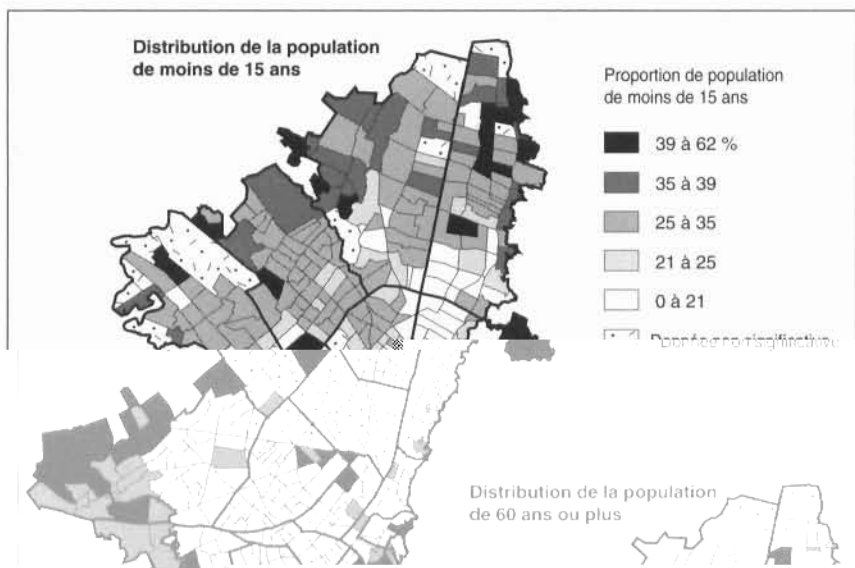 Distribution de la population
de moins de 15 ans
Proportion de population
de moins de 15 ans
39 à 62 %
35 à 39
25 à 35
21 à 25
0 à 21
Distribution de la population
de 60 ans ou plus